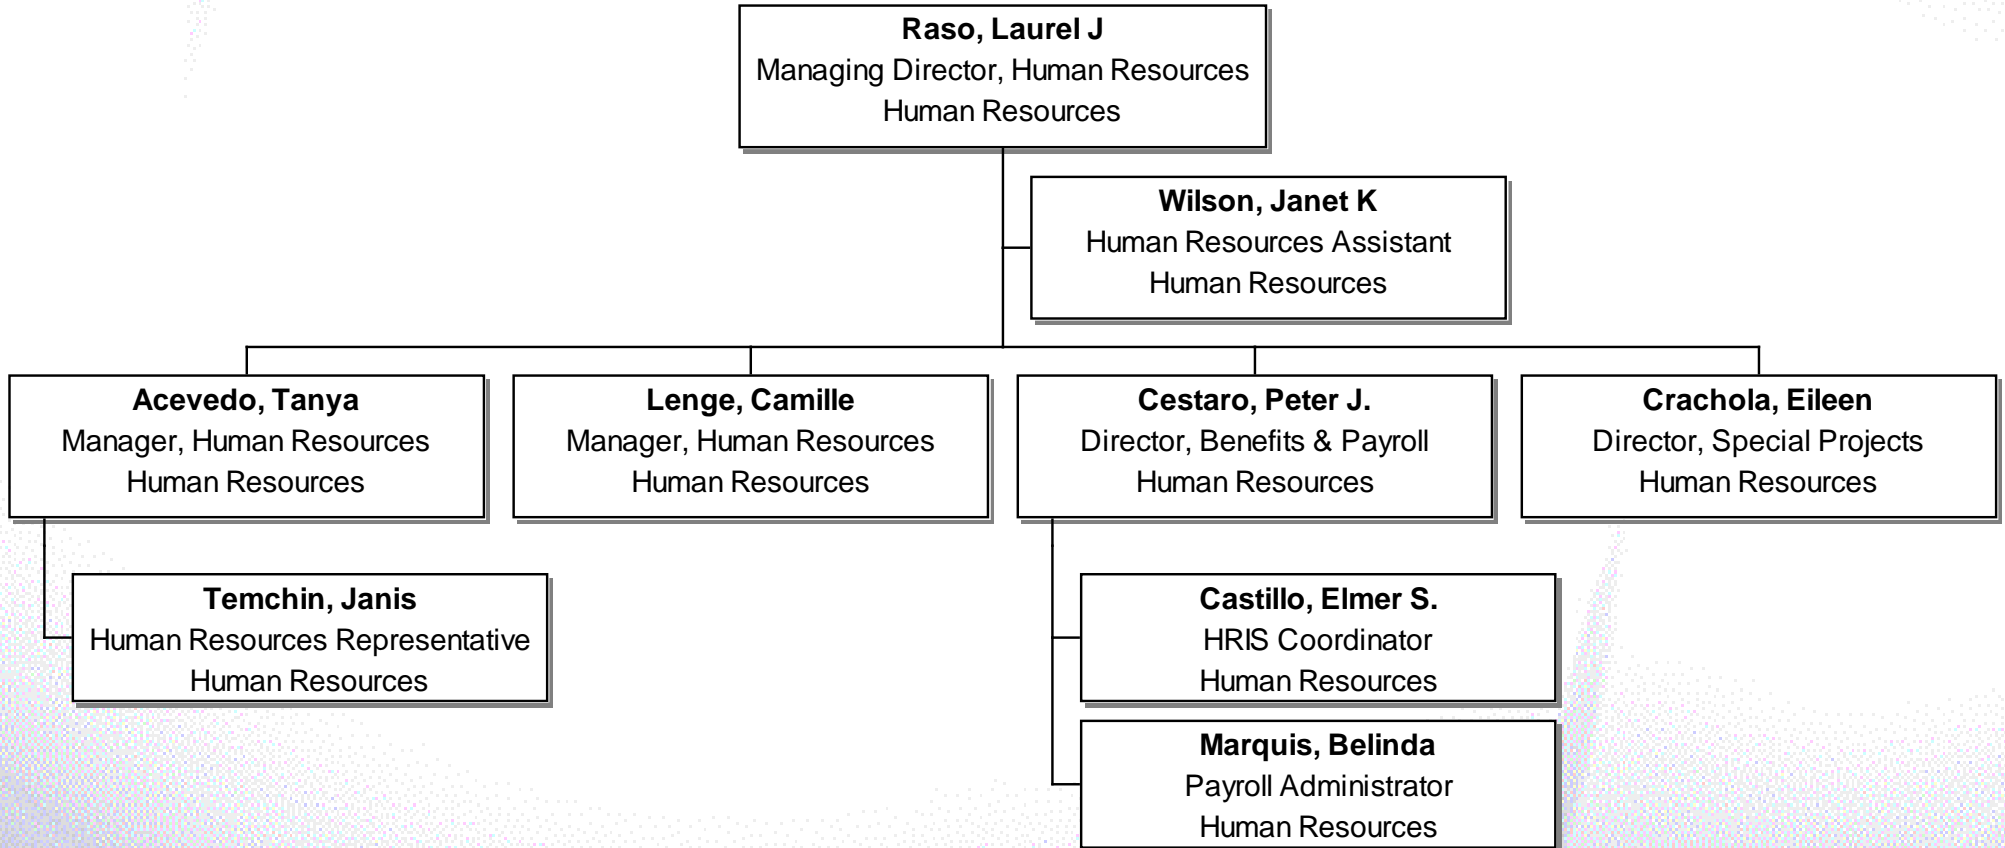 Raso, Laurel J
Managing Director, Human Resources
Human Resources
Wilson, Janet K
Human Resources Assistant
Human Resources
Acevedo, Tanya
Manager, Human Resources
Human Resources
Lenge, Camille
Manager, Human Resources
Human Resources
Cestaro, Peter J.
Director, Benefits & Payroll
Human Resources
Crachola, Eileen
Director, Special Projects
Human Resources
Temchin, Janis
Human Resources Representative
Human Resources
Castillo, Elmer S.
HRIS Coordinator
Human Resources
Marquis, Belinda
Payroll Administrator
Human Resources